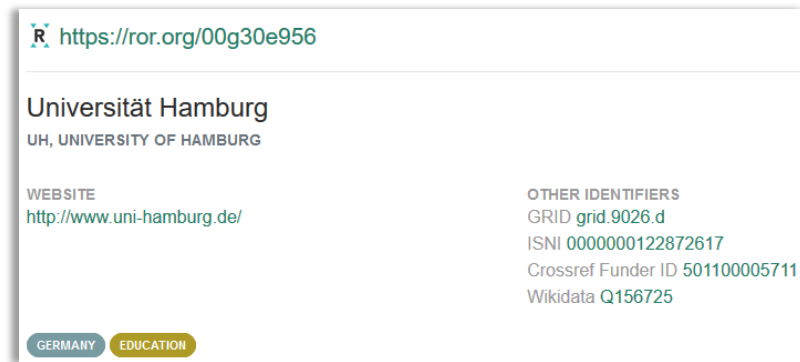 R https://ror.org/00g30e956
Universität Hamburg
UH, UNIVERSITY OF HAMBURG
WEBSITE
http://www.uni-hamburg.de/
OTHER IDENTIFIERS
GRID grid.9026.d
ISNI 0000000122872617
Crossref Funder ID 501100005711
Wikidata Q156725
GERMANY EDUCATION